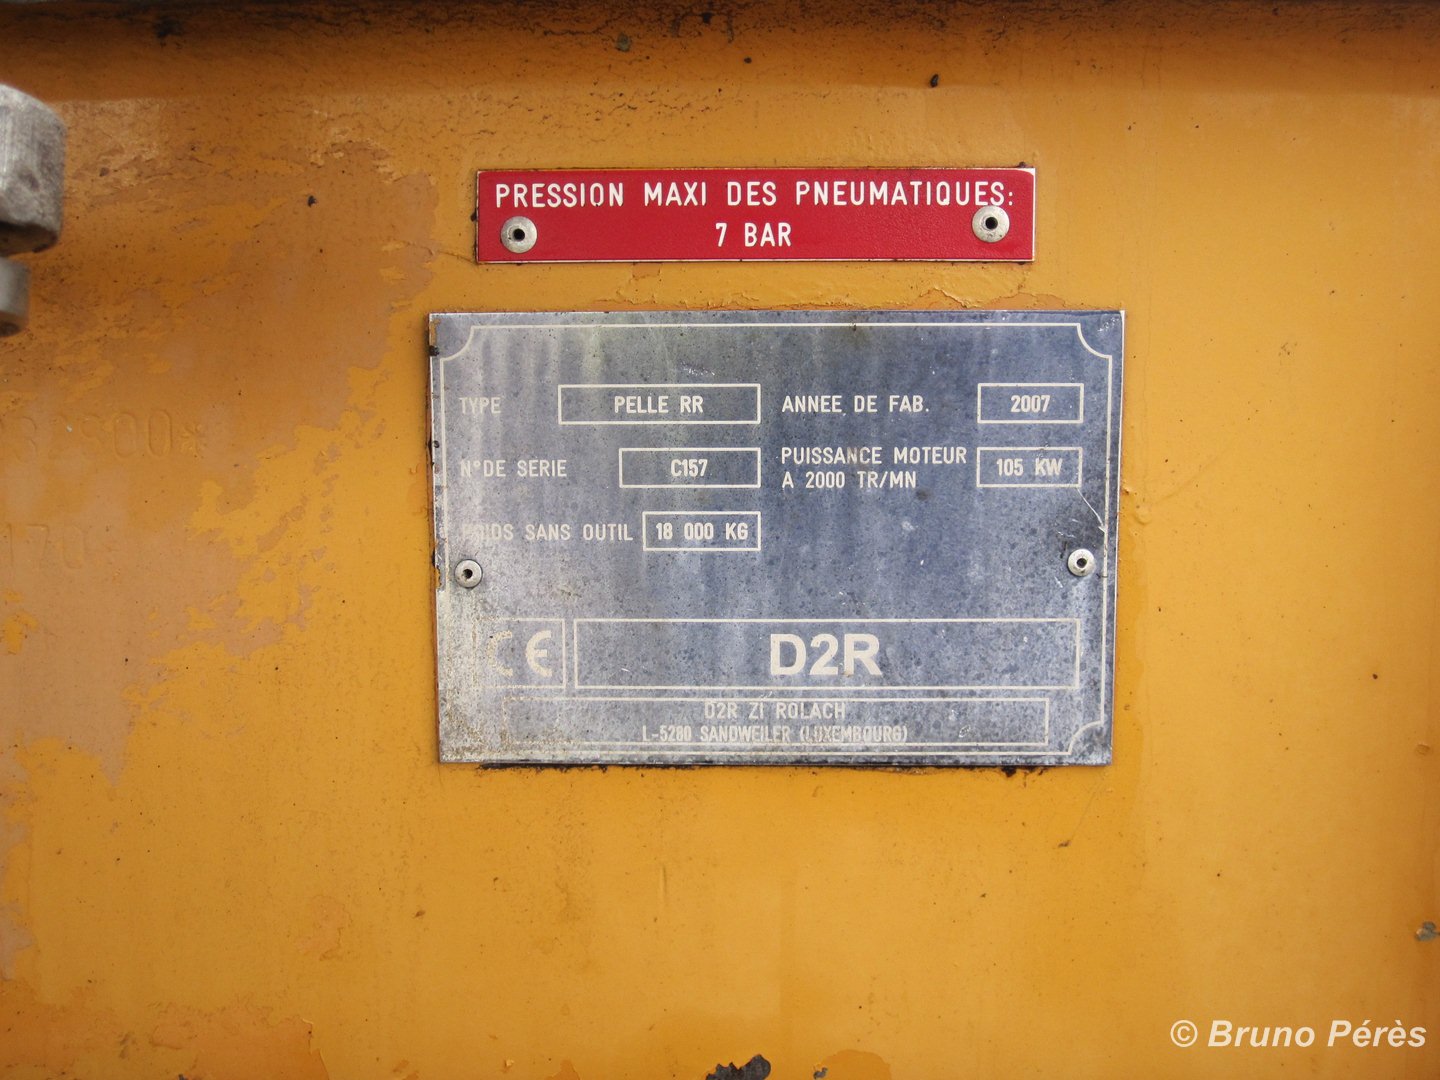 PRESSION MAXI DES PNEUMATIQUES:
7 BAR
TYPE PELLE RR ANNEE DE FAB. 2007
N° DE SERIE C157 PUISSANCE MOTEUR
A 2000 TR/MN 105 KW
POIDS SANS OUTIL 18 000 KG
CE D2R
D2R ZI ROLACH
L-5280 SANDWEILER (LUXEMBOURG)
© Bruno Pérès